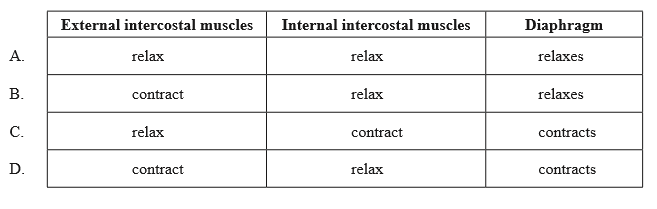 External intercostal muscles Internal intercostal muscles Diaphragm
A. relax relax relaxes
B. contract relax relaxes
C. relax contract contracts
D. contract relax contracts